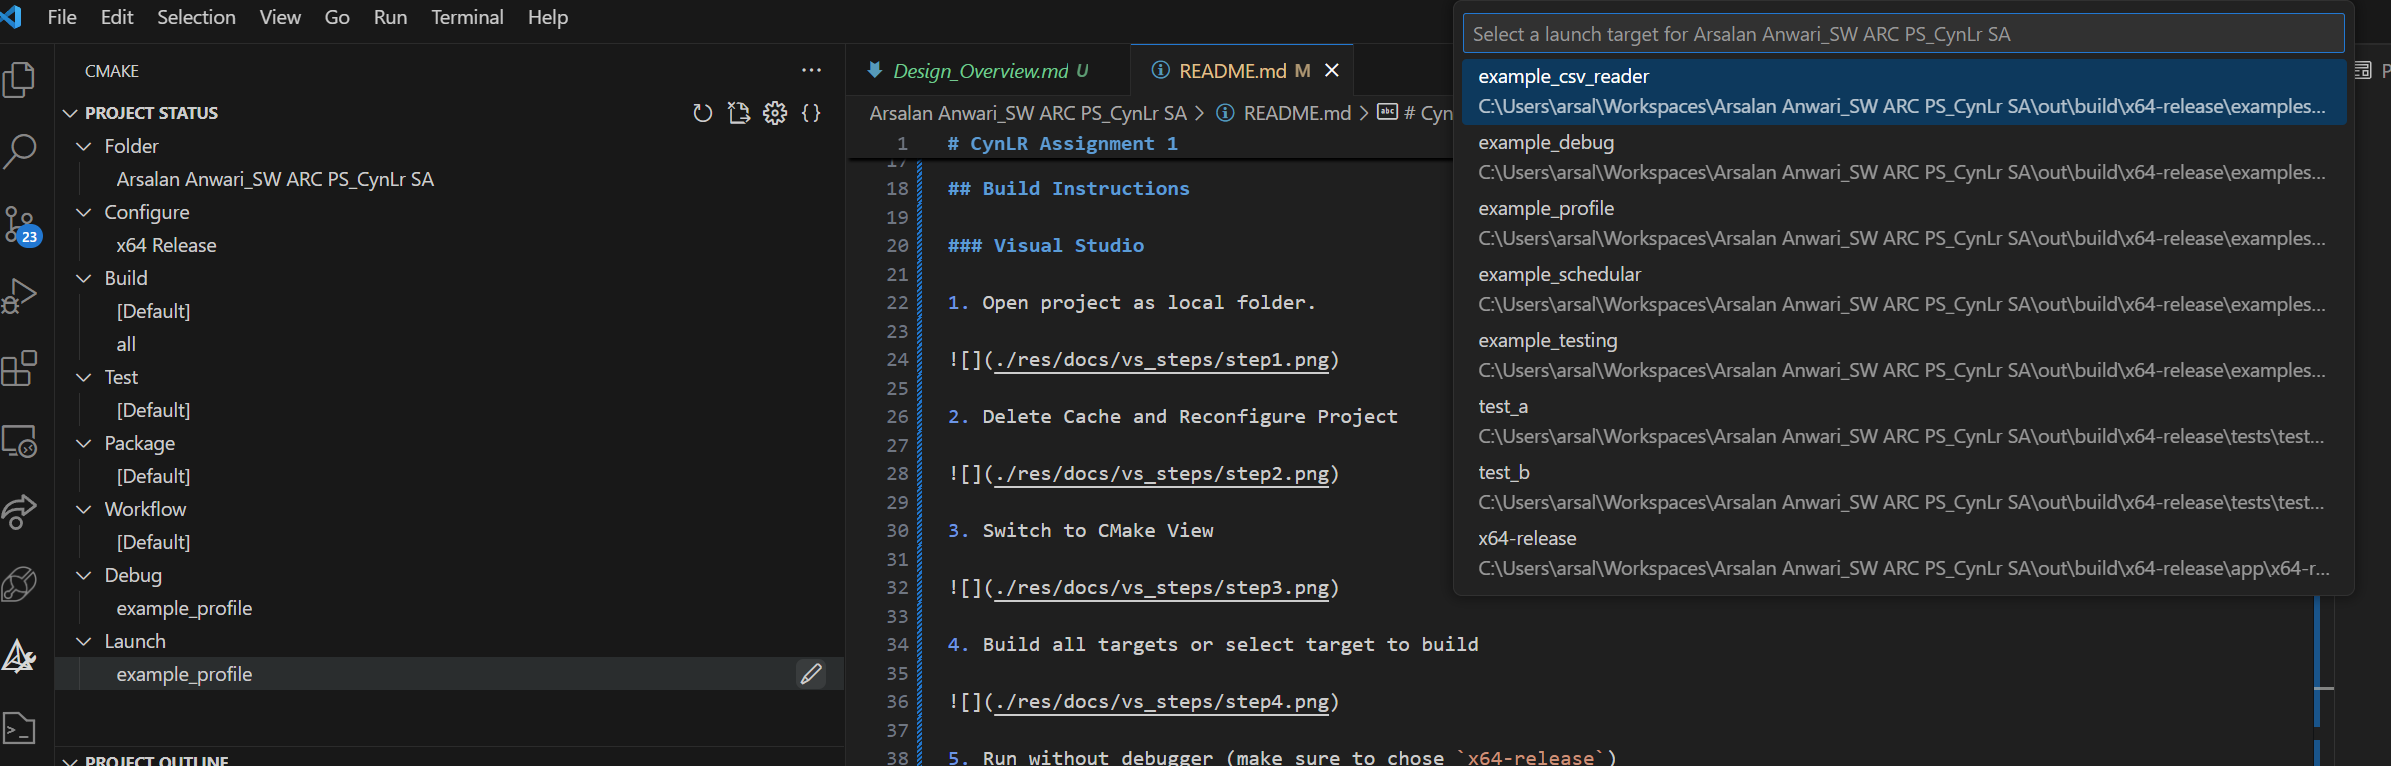 File Edit Selection View Go Run Terminal Help
CMAKE
PROJECT STATUS
Folder
Arsalan Anwari_SW ARC PS_CynLr SA
Configure
x64 Release
Build
[Default]
all
Test
[Default]
Package
[Default]
Workflow
[Default]
Debug
example_profile
Launch
example_profile
PROJECT OUTLINE
23
Design_Overview.md U
README.md M
Arsalan Anwari_SW ARC PS_CynLr SA > README.md > # Cyn
1 # CynLR Assignment 1
17
18 ## Build Instructions
19
20 ### Visual Studio
21
22 1. Open project as local folder.
23
24 ![](./res/docs/vs_steps/step1.png)
25
26 2. Delete Cache and Reconfigure Project
27
28 ![](./res/docs/vs_steps/step2.png)
29
30 3. Switch to CMake View
31
32 ![](./res/docs/vs_steps/step3.png)
33
34 4. Build all targets or select target to build
35
36 ![](./res/docs/vs_steps/step4.png)
37
38 5. Run without debugger (make sure to chose `x64-release`)
Select a launch target for Arsalan Anwari_SW ARC PS_CynLr SA
example_csv_reader
C:\Users\arsal\Workspaces\Arsalan Anwari_SW ARC PS_CynLr SA\out\build\x64-release\examples...
example_debug
C:\Users\arsal\Workspaces\Arsalan Anwari_SW ARC PS_CynLr SA\out\build\x64-release\examples...
example_profile
C:\Users\arsal\Workspaces\Arsalan Anwari_SW ARC PS_CynLr SA\out\build\x64-release\examples...
example_schedular
C:\Users\arsal\Workspaces\Arsalan Anwari_SW ARC PS_CynLr SA\out\build\x64-release\examples...
example_testing
C:\Users\arsal\Workspaces\Arsalan Anwari_SW ARC PS_CynLr SA\out\build\x64-release\examples...
test_a
C:\Users\arsal\Workspaces\Arsalan Anwari_SW ARC PS_CynLr SA\out\build\x64-release\tests\test...
test_b
C:\Users\arsal\Workspaces\Arsalan Anwari_SW ARC PS_CynLr SA\out\build\x64-release\tests\test...
x64-release
C:\Users\arsal\Workspaces\Arsalan Anwari_SW ARC PS_CynLr SA\out\build\x64-release\app\x64-r...
P